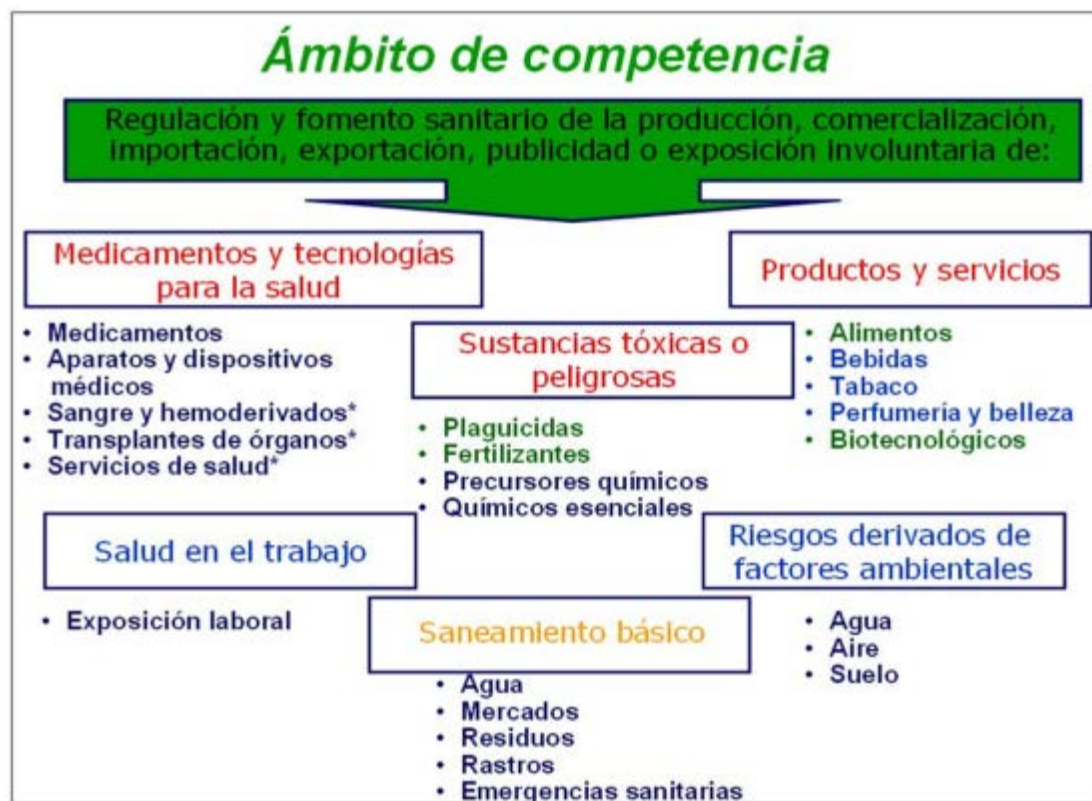 Ámbito de competencia
Regulación y fomento sanitario de la producción, comercialización,
importación, exportación, publicidad o exposición involuntaria de:
Medicamentos y tecnologías
para la salud
• Medicamentos
• Aparatos y dispositivos
médicos
• Sangre y hemoderivados*
• Transplantes de órganos*
• Servicios de salud*
Sustancias tóxicas o
peligrosas
• Plaguicidas
• Fertilizantes
• Precursores químicos
• Químicos esenciales
Productos y servicios
• Alimentos
• Bebidas
• Tabaco
• Perfumería y belleza
• Biotecnológicos
Salud en el trabajo
• Exposición laboral
Saneamiento básico
• Agua
• Mercados
• Residuos
• Rastros
• Emergencias sanitarias
Riesgos derivados de
factores ambientales
• Agua
• Aire
• Suelo